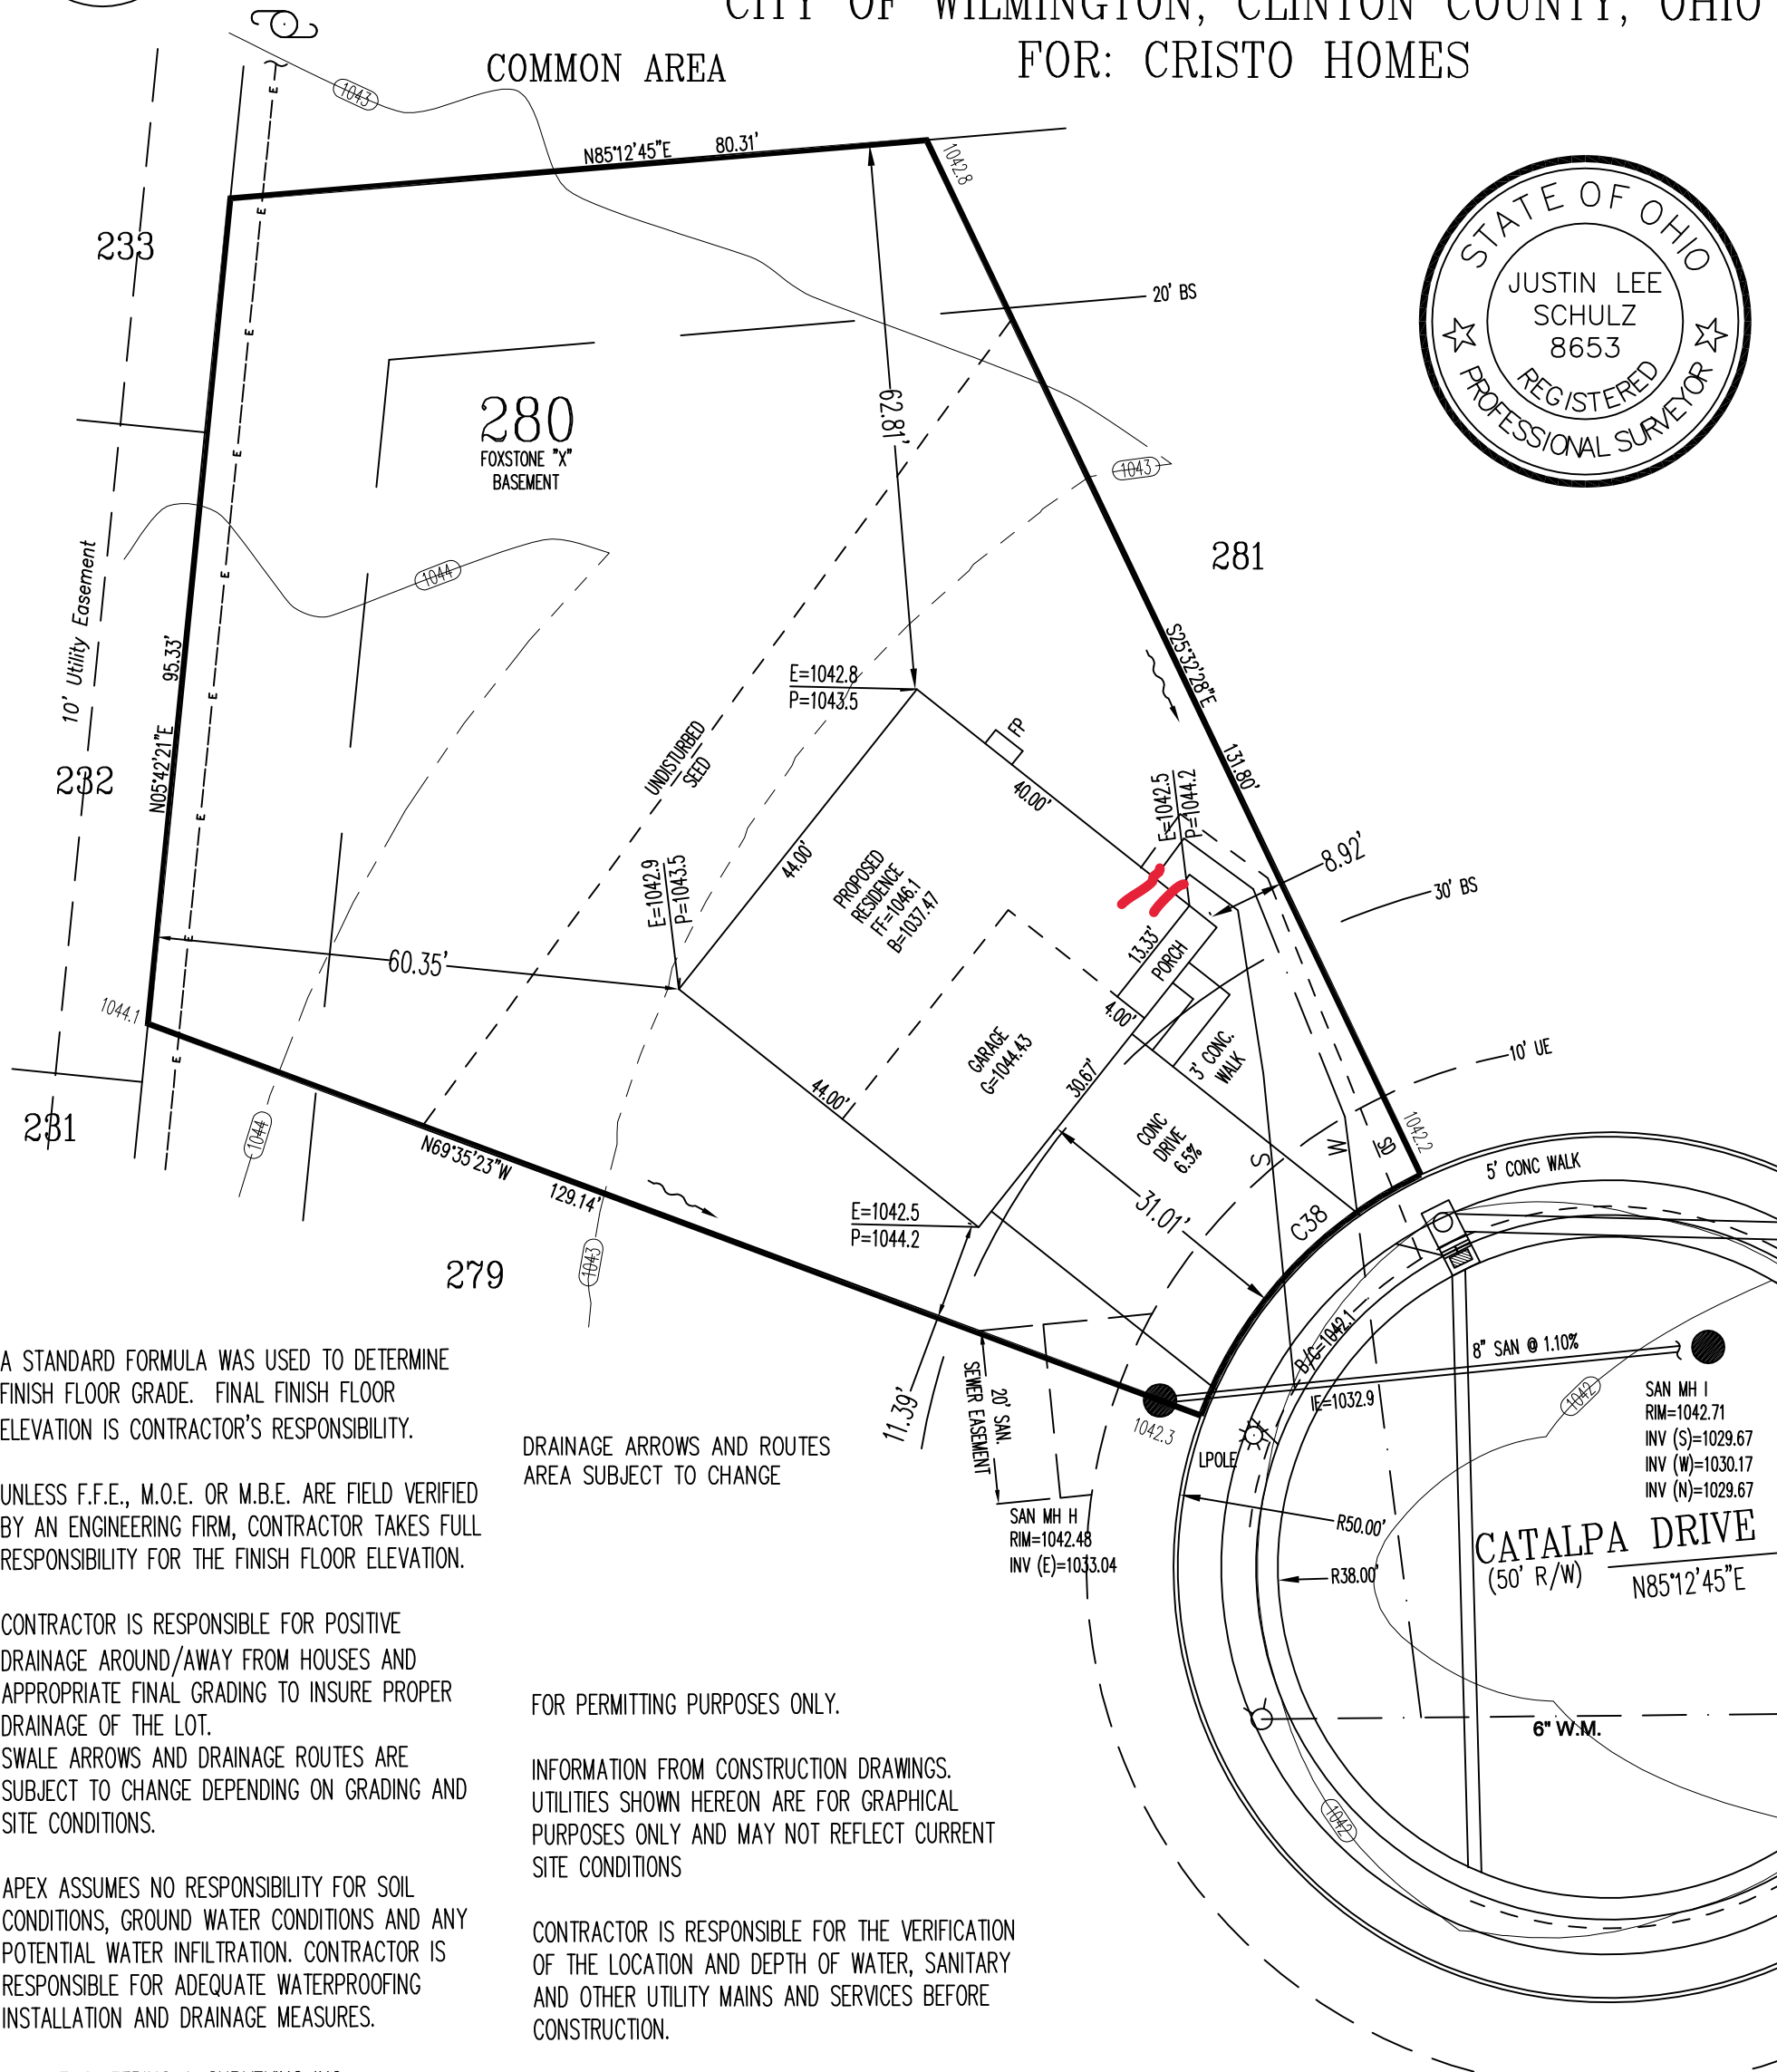 CITY OF WILMINGTON, CLINTON COUNTY, OHIO
FOR: CRISTO HOMES
COMMON AREA
1043
N85°12'45"E 80.31'
1042.8
233
20' BS
STATE OF OHIO
JUSTIN LEE
SCHULZ
8653
REGISTERED
PROFESSIONAL SURVEYOR
280
FOXSTONE "X"
BASEMENT
62.81'
1043
281
1044
10' Utility Easement
95.33'
N05°42'21"E
232
S25°32'28"E
131.80'
E=1042.8
P=1043.5
FP
UNDISTURBED
SEED
40.00'
E=1042.5
P=1044.2
8.92'
30' BS
44.00'
E=1042.9
P=1043.5
PROPOSED
RESIDENCE
FF=1046.1
B=1037.47
60.35'
13.33'
PORCH
4.00'
1044.1
GARAGE
G=1044.43
30.67'
3' CONC.
WALK
10' UE
44.00'
231
1044
N69°35'23"W
129.14'
CONC
DRIVE
6.5%
S
W
SD
1042.2
5' CONC WALK
31.01'
C38
E=1042.5
P=1044.2
279
1043
B/C=1042.1
8" SAN @ 1.10%
IE=1032.9
1042
SAN MH I
RIM=1042.71
INV (S)=1029.67
INV (W)=1030.17
INV (N)=1029.67
11.39'
20' SAN.
SEWER EASEMENT
1042.3
LPOLE
SAN MH H
RIM=1042.48
INV (E)=1033.04
R50.00'
R38.00'
CATALPA DRIVE
(50' R/W)
N85°12'45"E
6" W.M.
1042
A STANDARD FORMULA WAS USED TO DETERMINE
FINISH FLOOR GRADE. FINAL FINISH FLOOR
ELEVATION IS CONTRACTOR'S RESPONSIBILITY.
DRAINAGE ARROWS AND ROUTES
AREA SUBJECT TO CHANGE
UNLESS F.F.E., M.O.E. OR M.B.E. ARE FIELD VERIFIED
BY AN ENGINEERING FIRM, CONTRACTOR TAKES FULL
RESPONSIBILITY FOR THE FINISH FLOOR ELEVATION.
CONTRACTOR IS RESPONSIBLE FOR POSITIVE
DRAINAGE AROUND/AWAY FROM HOUSES AND
APPROPRIATE FINAL GRADING TO INSURE PROPER
DRAINAGE OF THE LOT.
SWALE ARROWS AND DRAINAGE ROUTES ARE
SUBJECT TO CHANGE DEPENDING ON GRADING AND
SITE CONDITIONS.
APEX ASSUMES NO RESPONSIBILITY FOR SOIL
CONDITIONS, GROUND WATER CONDITIONS AND ANY
POTENTIAL WATER INFILTRATION. CONTRACTOR IS
RESPONSIBLE FOR ADEQUATE WATERPROOFING
INSTALLATION AND DRAINAGE MEASURES.
FOR PERMITTING PURPOSES ONLY.
INFORMATION FROM CONSTRUCTION DRAWINGS.
UTILITIES SHOWN HEREON ARE FOR GRAPHICAL
PURPOSES ONLY AND MAY NOT REFLECT CURRENT
SITE CONDITIONS
CONTRACTOR IS RESPONSIBLE FOR THE VERIFICATION
OF THE LOCATION AND DEPTH OF WATER, SANITARY
AND OTHER UTILITY MAINS AND SERVICES BEFORE
CONSTRUCTION.